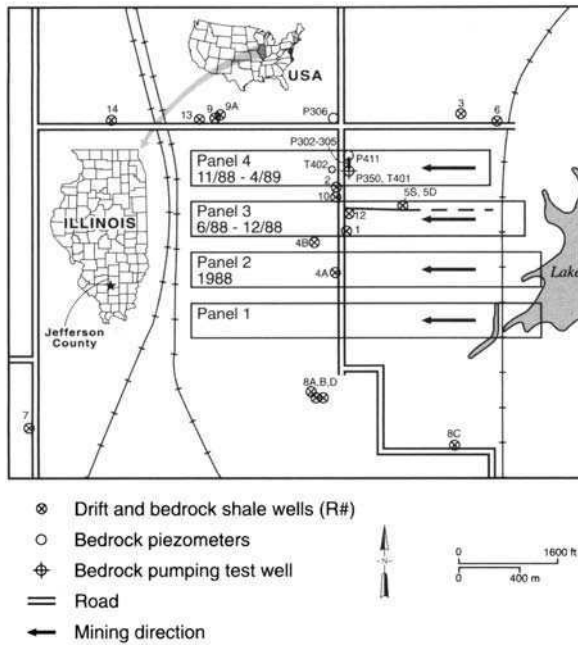 USA
14
13
9
9A
P306
3
6
P302-305
P411
T402
P350, T401
Panel 4
11/88 - 4/89
2
10
5S, 5D
Panel 3
6/88 - 12/88
12
1
4B
Panel 2
1988
4A
Lake
Panel 1
ILLINOIS
Jefferson
County
8A,B,D
7
8C
Drift and bedrock shale wells (R#)
Bedrock piezometers
Bedrock pumping test well
Road
Mining direction
N
0 1600 ft
0 400 m